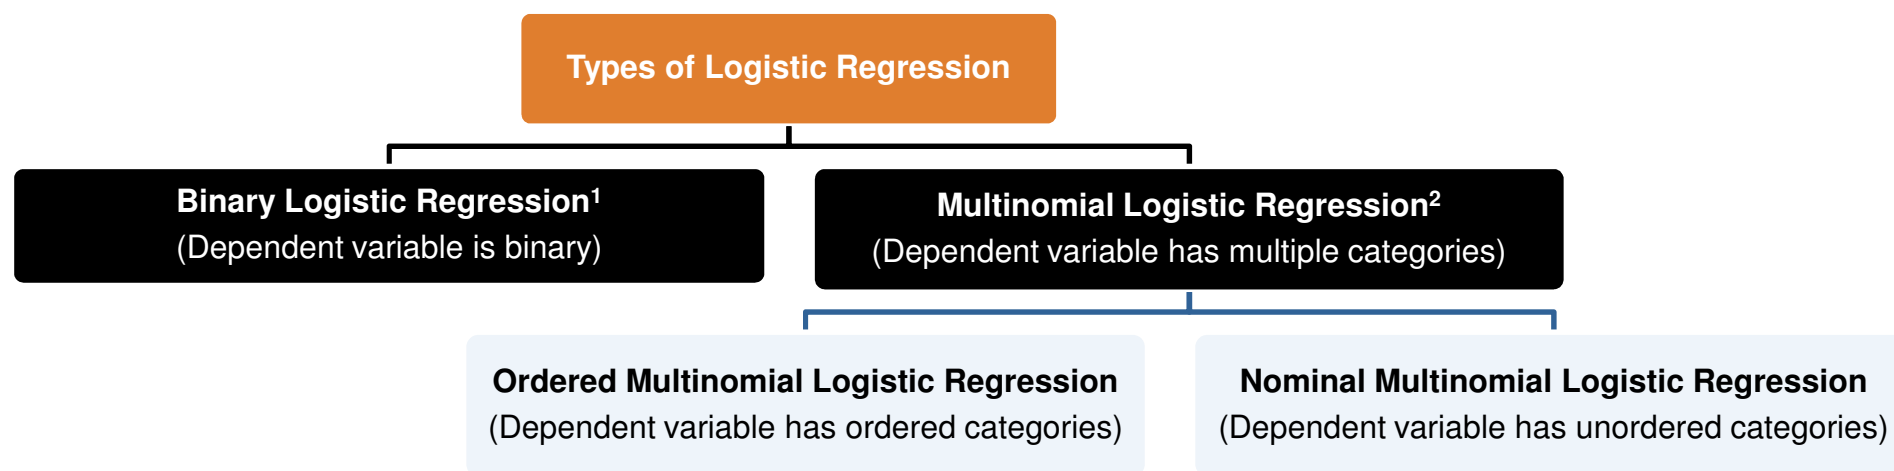 Types of Logistic Regression
Binary Logistic Regression¹
(Dependent variable is binary)
Multinomial Logistic Regression²
(Dependent variable has multiple categories)
Ordered Multinomial Logistic Regression
(Dependent variable has ordered categories)
Nominal Multinomial Logistic Regression
(Dependent variable has unordered categories)